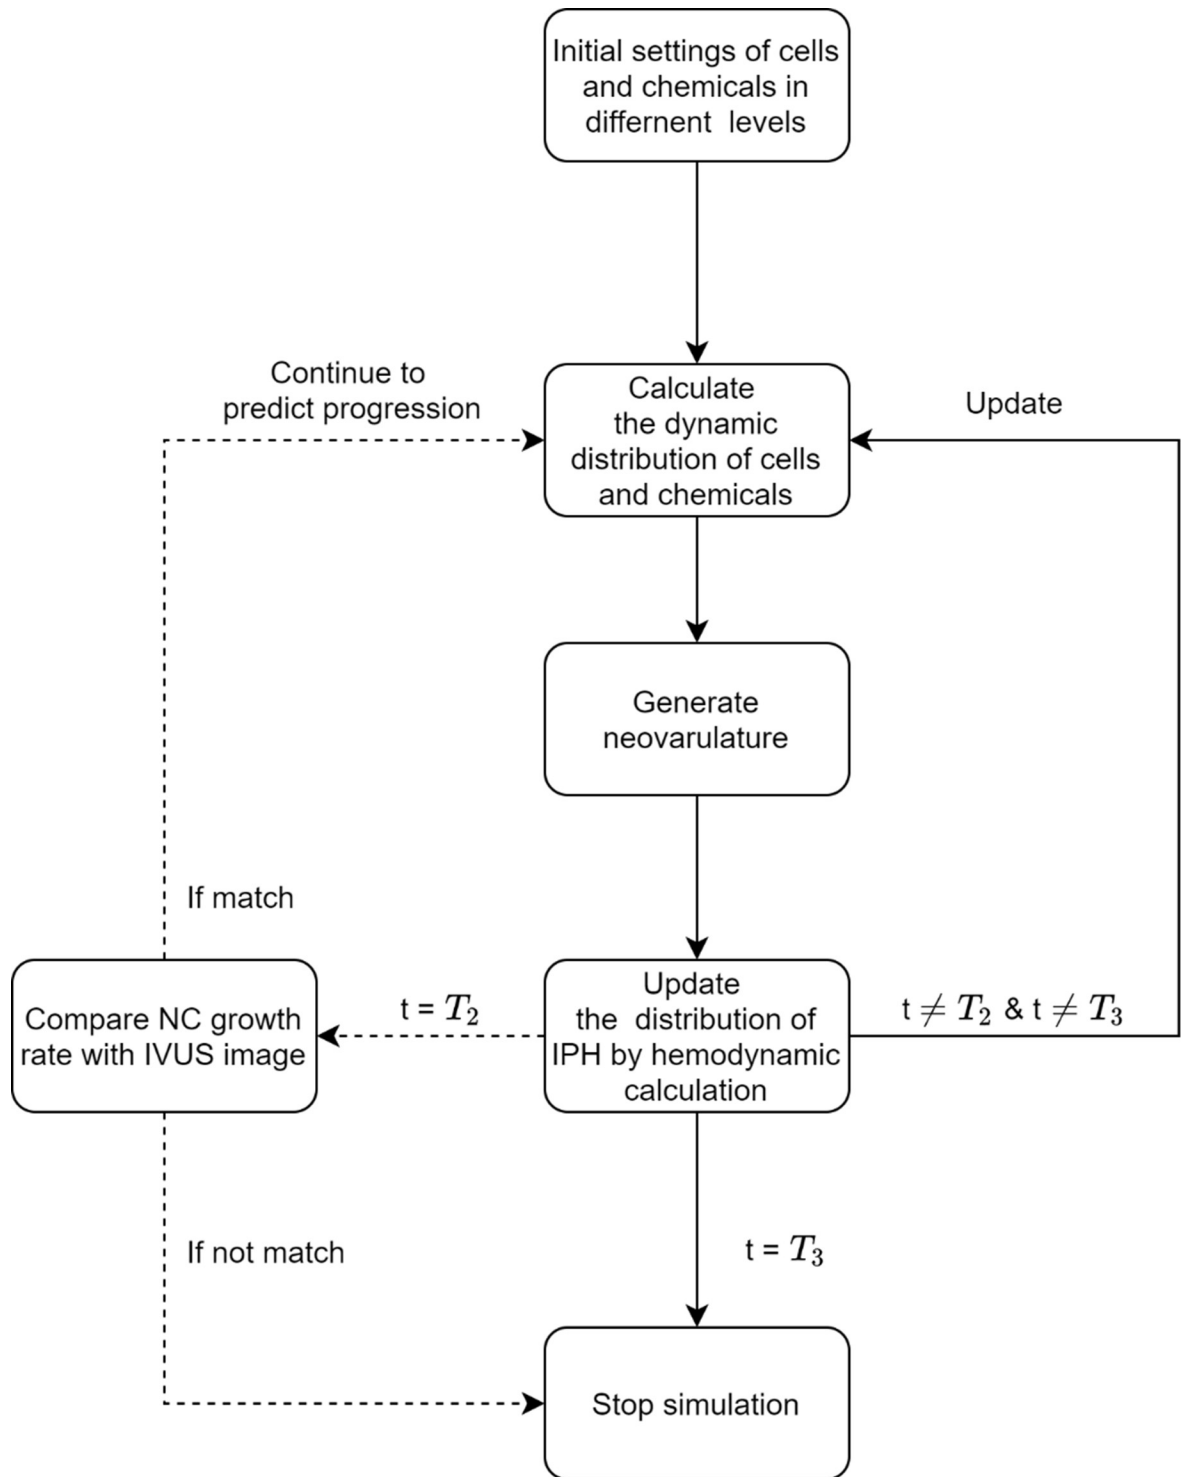 Initial settings of cells
and chemicals in
differnent levels
Continue to
predict progression
Calculate
the dynamic
distribution of cells
and chemicals
Update
Generate
neovarulature
If match
Compare NC growth
rate with IVUS image
t = T₂
Update
the distribution of
IPH by hemodynamic
calculation
t ≠ T₂ & t ≠ T₃
If not match
t = T₃
Stop simulation